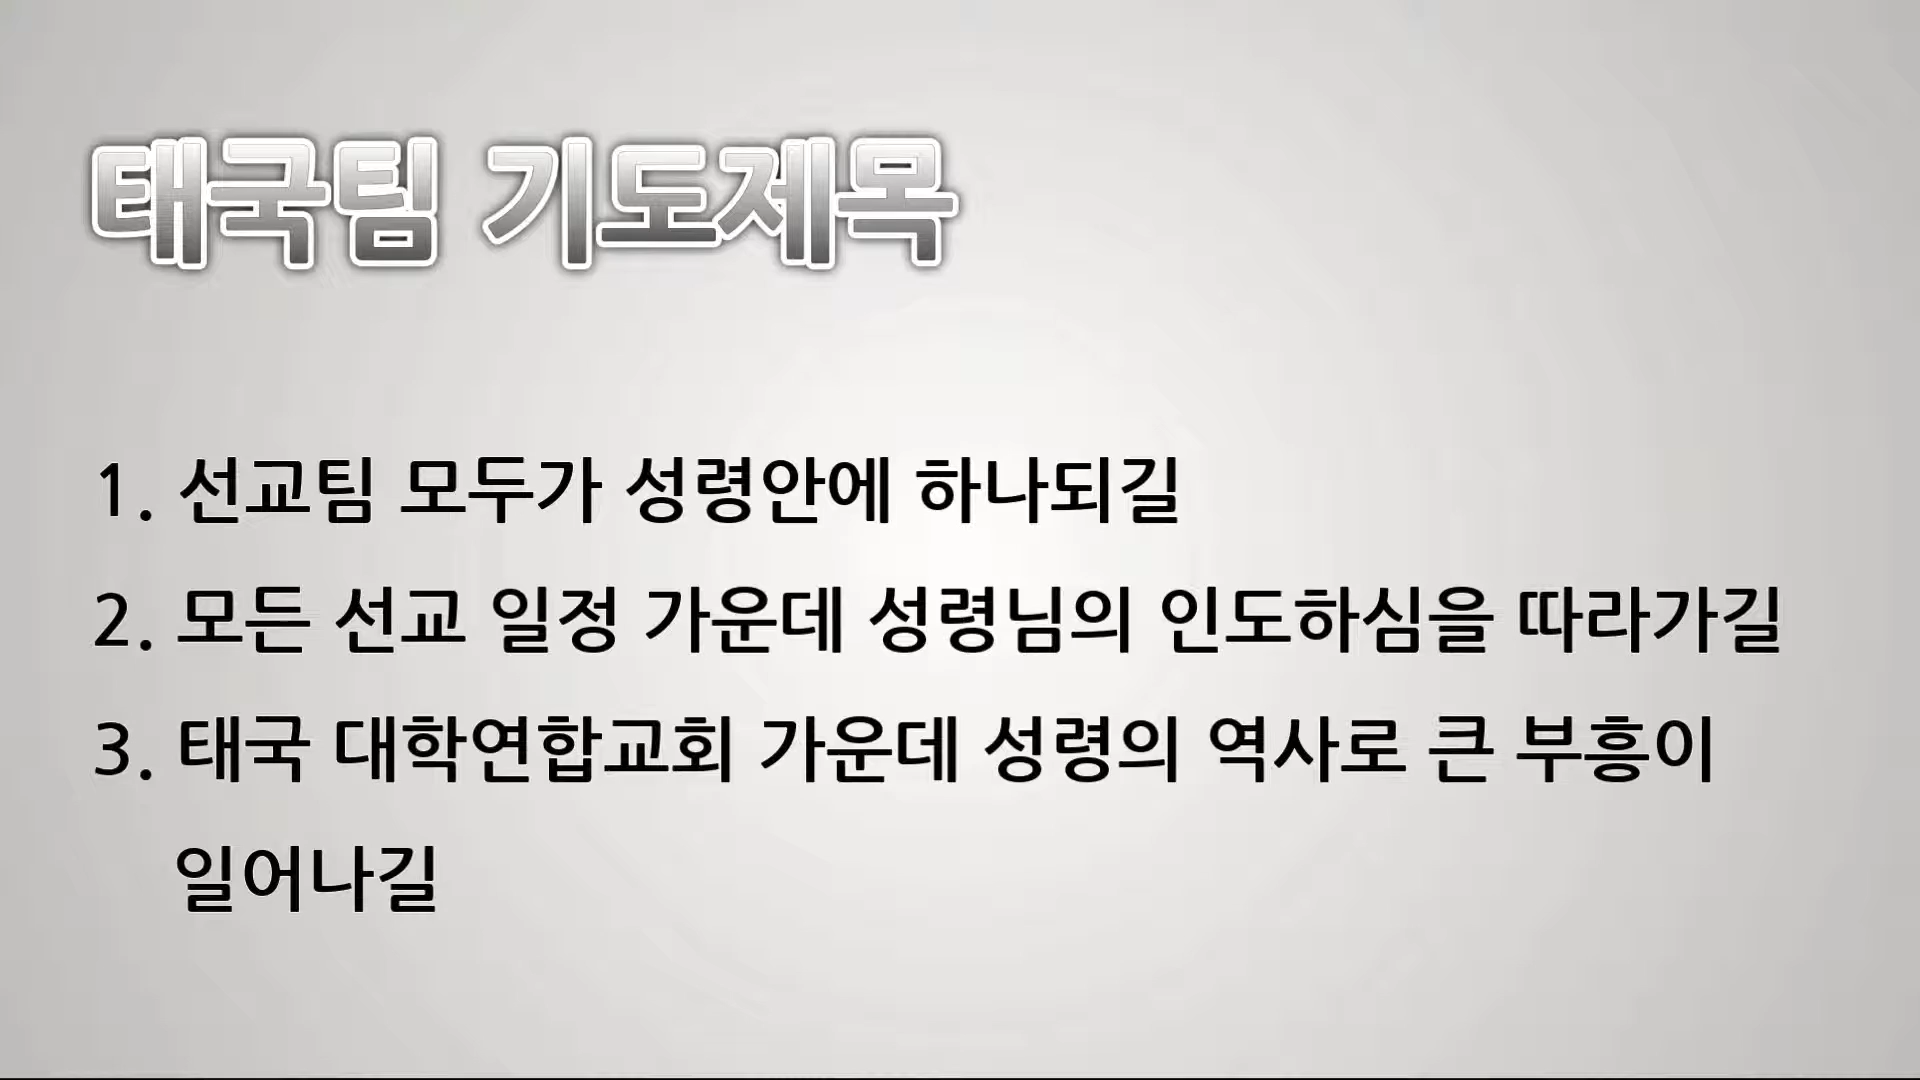 태국팀 기도제목
1. 선교팀 모두가 성령안에 하나되길
2. 모든 선교 일정 가운데 성령님의 인도하심을 따라가길
3. 태국 대학연합교회 가운데 성령의 역사로 큰 부흥이
일어나길